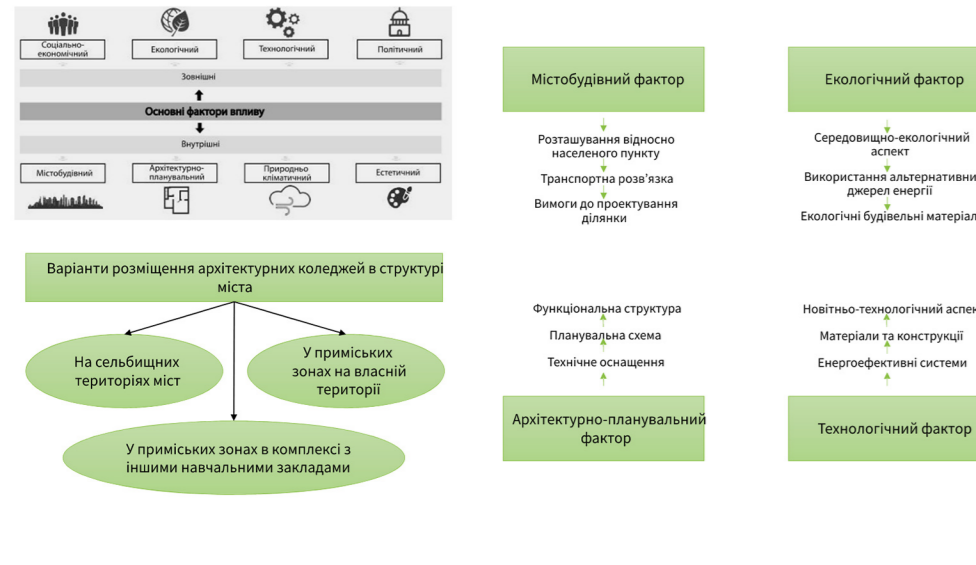 Соціально-
економічний
Екологічний
Технологічний
Політичний
Зовнішні
Основні фактори впливу
Внутрішні
Містобудівний
Архітектурно-
планувальний
Природньо
кліматичний
Естетичний
Варіанти розміщення архітектурних коледжей в структурі
міста
На сельбищних
територіях міст
У приміських
зонах на власній
території
У приміських зонах в комплексі з
іншими навчальними закладами
Містобудівний фактор
Розташування відносно
населеного пункту
Транспортна розв’язка
Вимоги до проектування
ділянки
Екологічний фактор
Середовищно-екологічний
аспект
Використання альтернативни
джерел енергії
Екологічні будівельні матеріал
Функціональна структура
Планувальна схема
Технічне оснащення
Архітектурно-планувальний
фактор
Новітньо-технологічний аспек
Матеріали та конструкції
Енергоефективні системи
Технологічний фактор